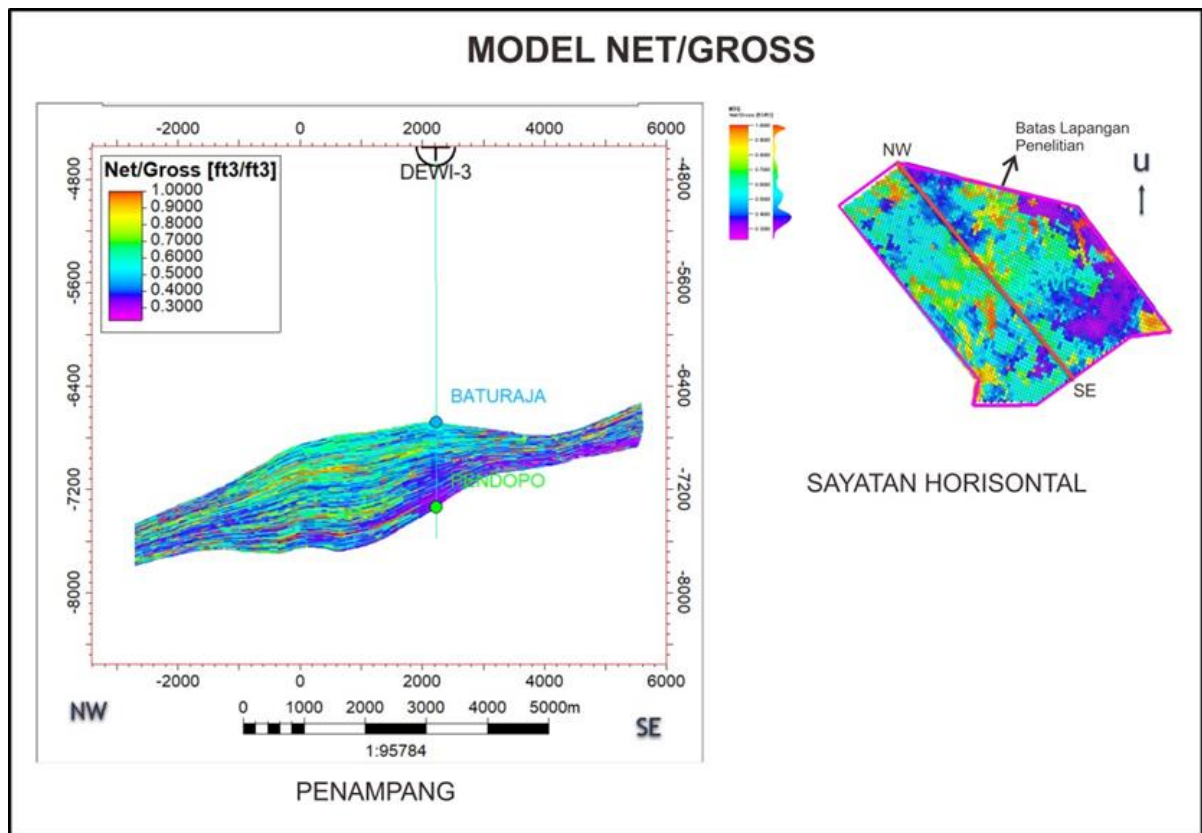 MODEL NET/GROSS
-2000 0 2000 4000 6000
DEWI-3
Net/Gross [ft3/ft3]
1.00000
0.9000
0.8000
0.7000
0.6000
0.5000
0.4000
0.3000
-4800
-5600
-6400
-7200
-8000
-4800
-5600
-6400
-7200
-8000
BATURAJA
PENDOPO
-2000 0 2000 4000 6000
NW
SE
0 1000 2000 3000 4000 5000m
1:95784
PENAMPANG
Net/Gross
NW
Batas Lapangan
Penelitian
u
SE
SAYATAN HORISONTAL